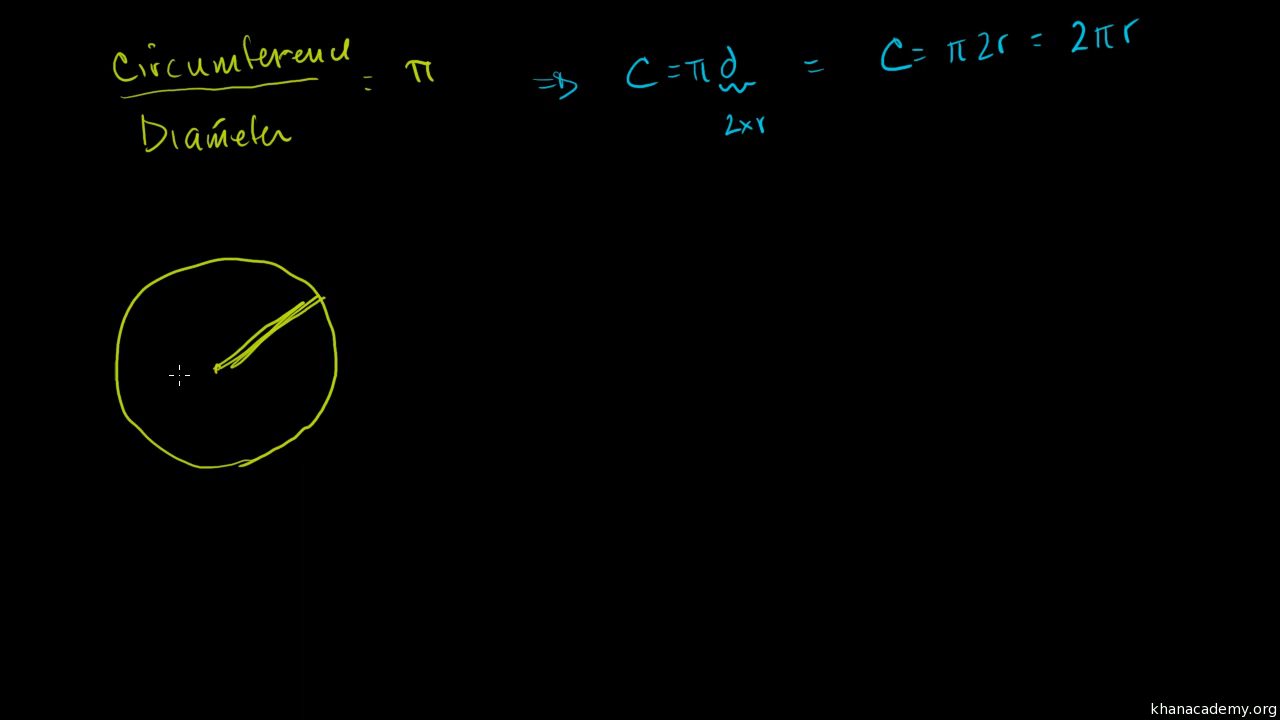 Circumference = π ⇒ C = π d = C = π 2r = 2πr
Diameter
2×r
khanacademy.org